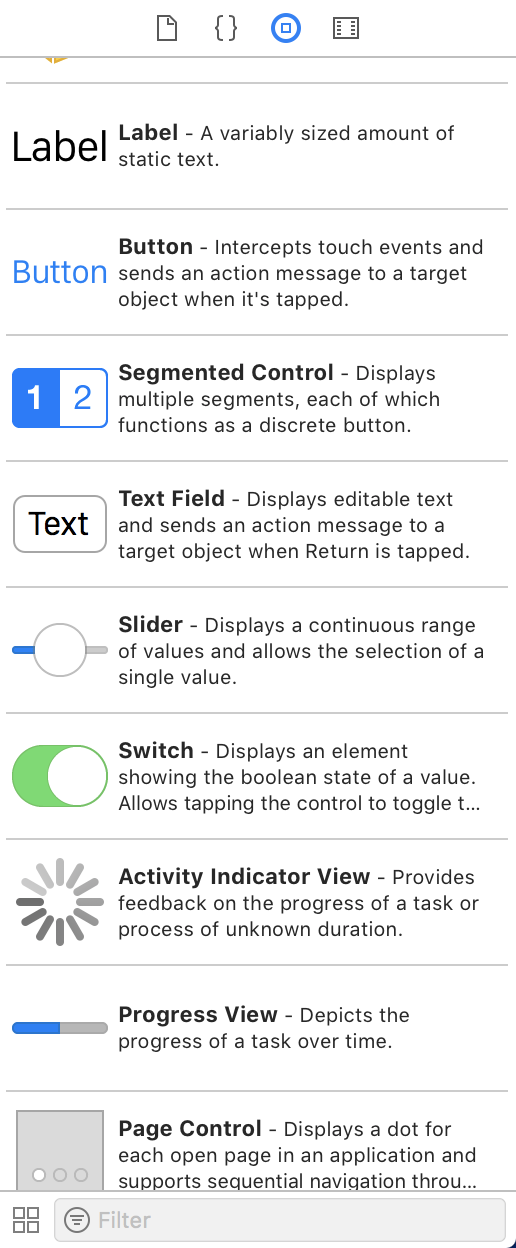 Label
Label - A variably sized amount of
static text.
Button
Button - Intercepts touch events and
sends an action message to a target
object when it's tapped.
1 2
Segmented Control - Displays
multiple segments, each of which
functions as a discrete button.
Text
Text Field - Displays editable text
and sends an action message to a
target object when Return is tapped.
Slider - Displays a continuous range
of values and allows the selection of a
single value.
Switch - Displays an element
showing the boolean state of a value.
Allows tapping the control to toggle t...
Activity Indicator View - Provides
feedback on the progress of a task or
process of unknown duration.
Progress View - Depicts the
progress of a task over time.
Page Control - Displays a dot for
each open page in an application and
supports sequential navigation throu...
Filter